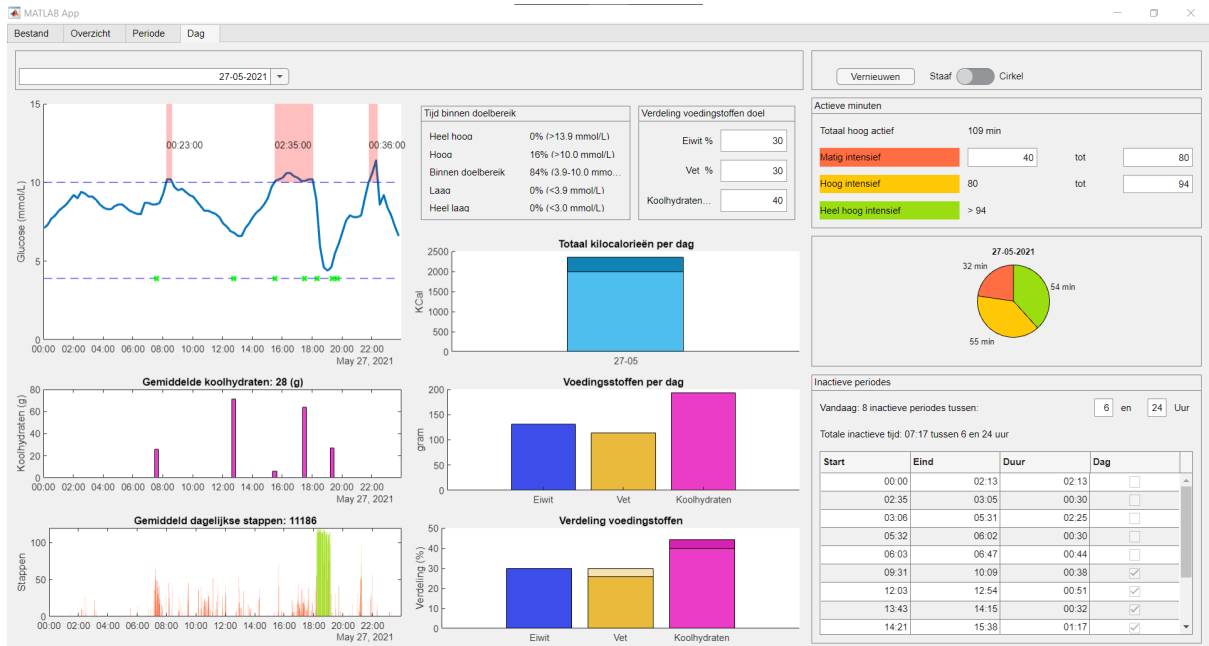 MATLAB App
Bestand Overzicht Periode Dag
27-05-2021
Vernieuwen Staaf Cirkel
15
10
5
0
Glucose (mmol/L)
00:23:00 02:35:00 00:36:00
00:00 02:00 04:00 06:00 08:00 10:00 12:00 14:00 16:00 18:00 20:00 22:00
May 27, 2021
Tijd binnen doelbereik
Heel hoog 0% (>13.9 mmol/L)
Hoog 16% (>10.0 mmol/L)
Binnen doelbereik 84% (3.9-10.0 mmo...
Laag 0% (<3.9 mmol/L)
Heel laag 0% (<3.0 mmol/L)
Verdeling voedingstoffen doel
Eiwit % 30
Vet % 30
Koolhydraten... 40
Actieve minuten
Totaal hoog actief 109 min
Matig intensief 40 tot 80
Hoog intensief 80 tot 94
Heel hoog intensief > 94
Totaal kilocalorieën per dag
2500
2000
1500
1000
500
0
KCal
27-05
27-05-2021
32 min
54 min
55 min
Gemiddelde koolhydraten: 28 (g)
80
60
40
20
0
Koolhydraten (g)
00:00 02:00 04:00 06:00 08:00 10:00 12:00 14:00 16:00 18:00 20:00 22:00
May 27, 2021
Voedingsstoffen per dag
200
150
100
50
0
gram
Eiwit Vet Koolhydraten
Gemiddeld dagelijkse stappen: 11186
100
50
0
Stappen
00:00 02:00 04:00 06:00 08:00 10:00 12:00 14:00 16:00 18:00 20:00 22:00
May 27, 2021
Verdeling voedingstoffen
50
40
30
20
10
0
Verdeling (%)
Eiwit Vet Koolhydraten
Inactieve periodes
Vandaag: 8 inactieve periodes tussen: 6 en 24 Uur
Totale inactieve tijd: 07:17 tussen 6 en 24 uur
Start Eind Duur Dag
00:00 02:13 02:13
02:35 03:05 00:30
03:06 05:31 02:25
05:32 06:02 00:30
06:03 06:47 00:44
09:31 10:09 00:38
12:03 12:54 00:51
13:43 14:15 00:32
14:21 15:38 01:17